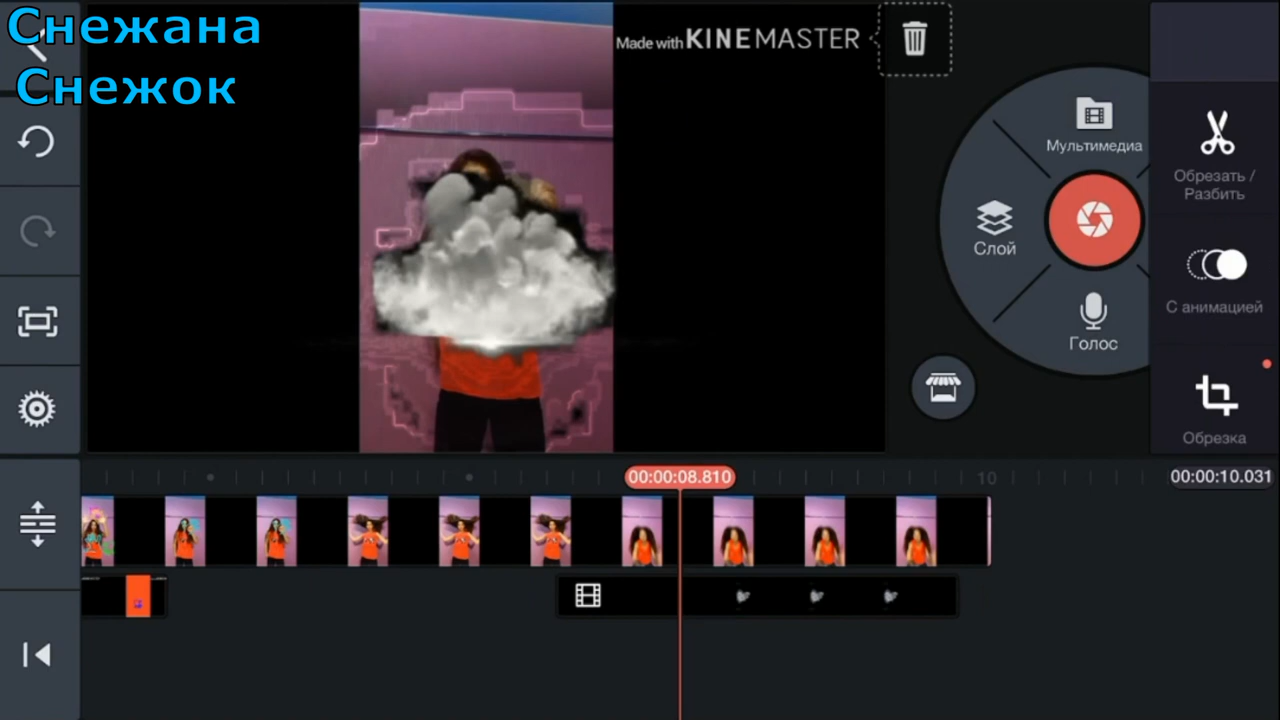 Снежана
Снежок
Made with KINEMASTER
Мультимедиа
Слой
Голос
Обрезать /
Разбить
С анимацией
Обрезка
00:00:08.810
10
00:00:10.031